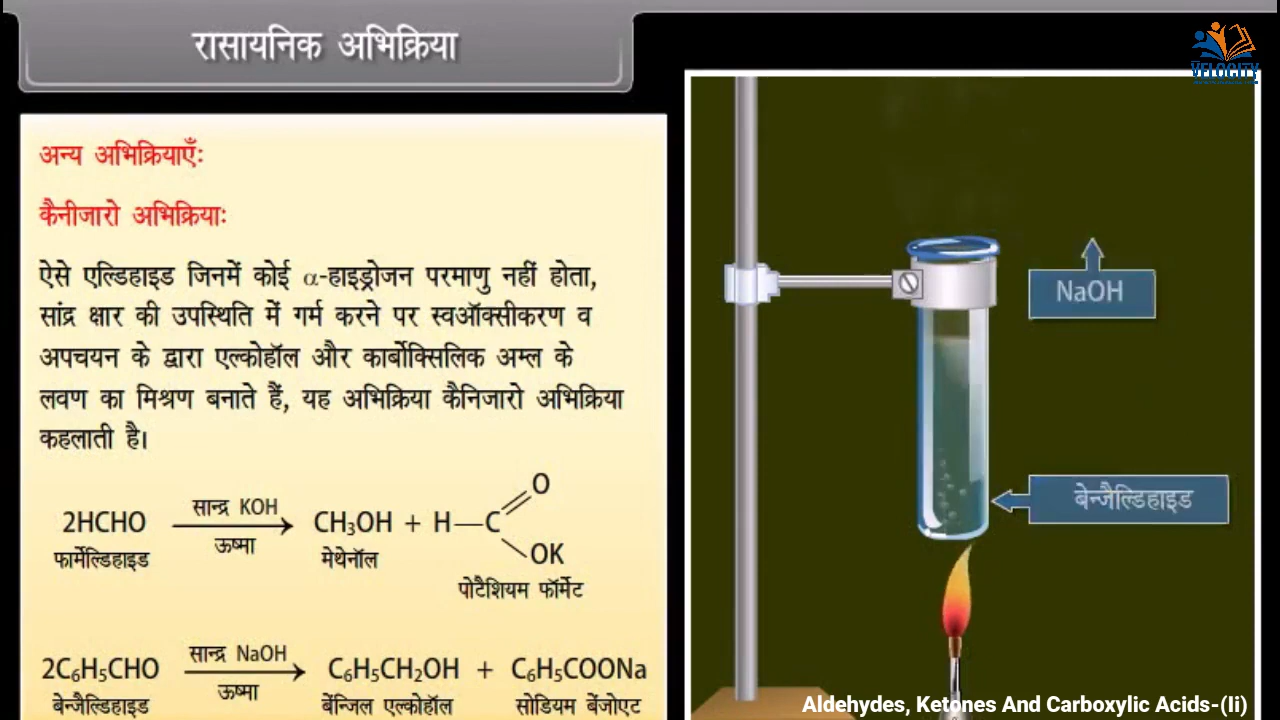 रासायनिक अभिक्रिया
VELOCITY
अन्य अभिक्रियाएँः
कैनीजारो अभिक्रियाः
ऐसे एल्डिहाइड जिनमें कोई α-हाइड्रोजन परमाणु नहीं होता,
सांद्र क्षार की उपस्थिति में गर्म करने पर स्वऑक्सीकरण व
अपचयन के द्वारा एल्कोहॉल और कार्बोक्सिलिक अम्ल के
लवण का मिश्रण बनाते हैं, यह अभिक्रिया कैनिजारो अभिक्रिया
कहलाती है।
2HCHO सान्द्र KOH ऊष्मा CH₃OH + H—C O OK
फार्मेल्डिहाइड मेथेनॉल
पोटैशियम फॉर्मेट
2C₆H₅CHO सान्द्र NaOH ऊष्मा C₆H₅CH₂OH + C₆H₅COONa
बेन्जैल्डिहाइड बेंन्जिल एल्कोहॉल सोडियम बेंजोएट
NaOH
बेन्जैल्डिहाइड
Aldehydes, Ketones And Carboxylic Acids-(Ii)